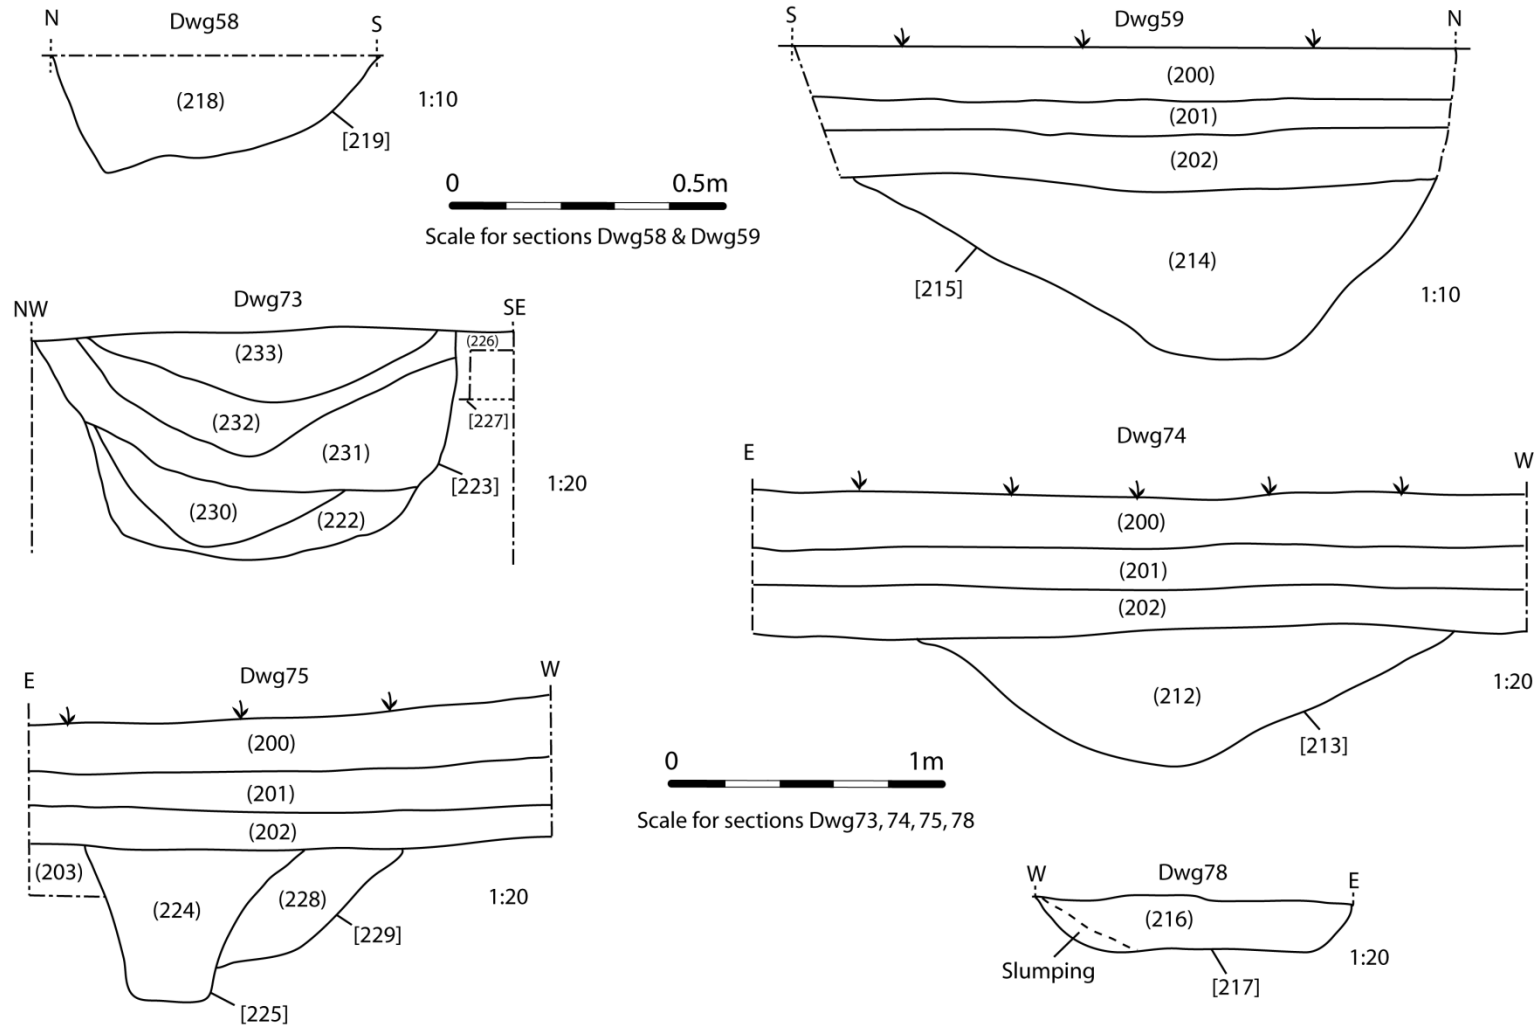 N
Dwg58
S
(218)
[219]
1:10
0
0.5m
Scale for sections Dwg58 & Dwg59
S
Dwg59
N
(200)
(201)
(202)
(214)
[215]
1:10
NW
Dwg73
SE
(233)
(226)
(232)
[227]
(231)
[223]
1:20
(230)
(222)
E
Dwg74
W
(200)
(201)
(202)
(212)
[213]
1:20
E
Dwg75
W
(200)
(201)
(202)
(203)
(224)
(228)
[229]
[225]
1:20
0
1m
Scale for sections Dwg73, 74, 75, 78
W
Dwg78
E
(216)
Slumping
[217]
1:20